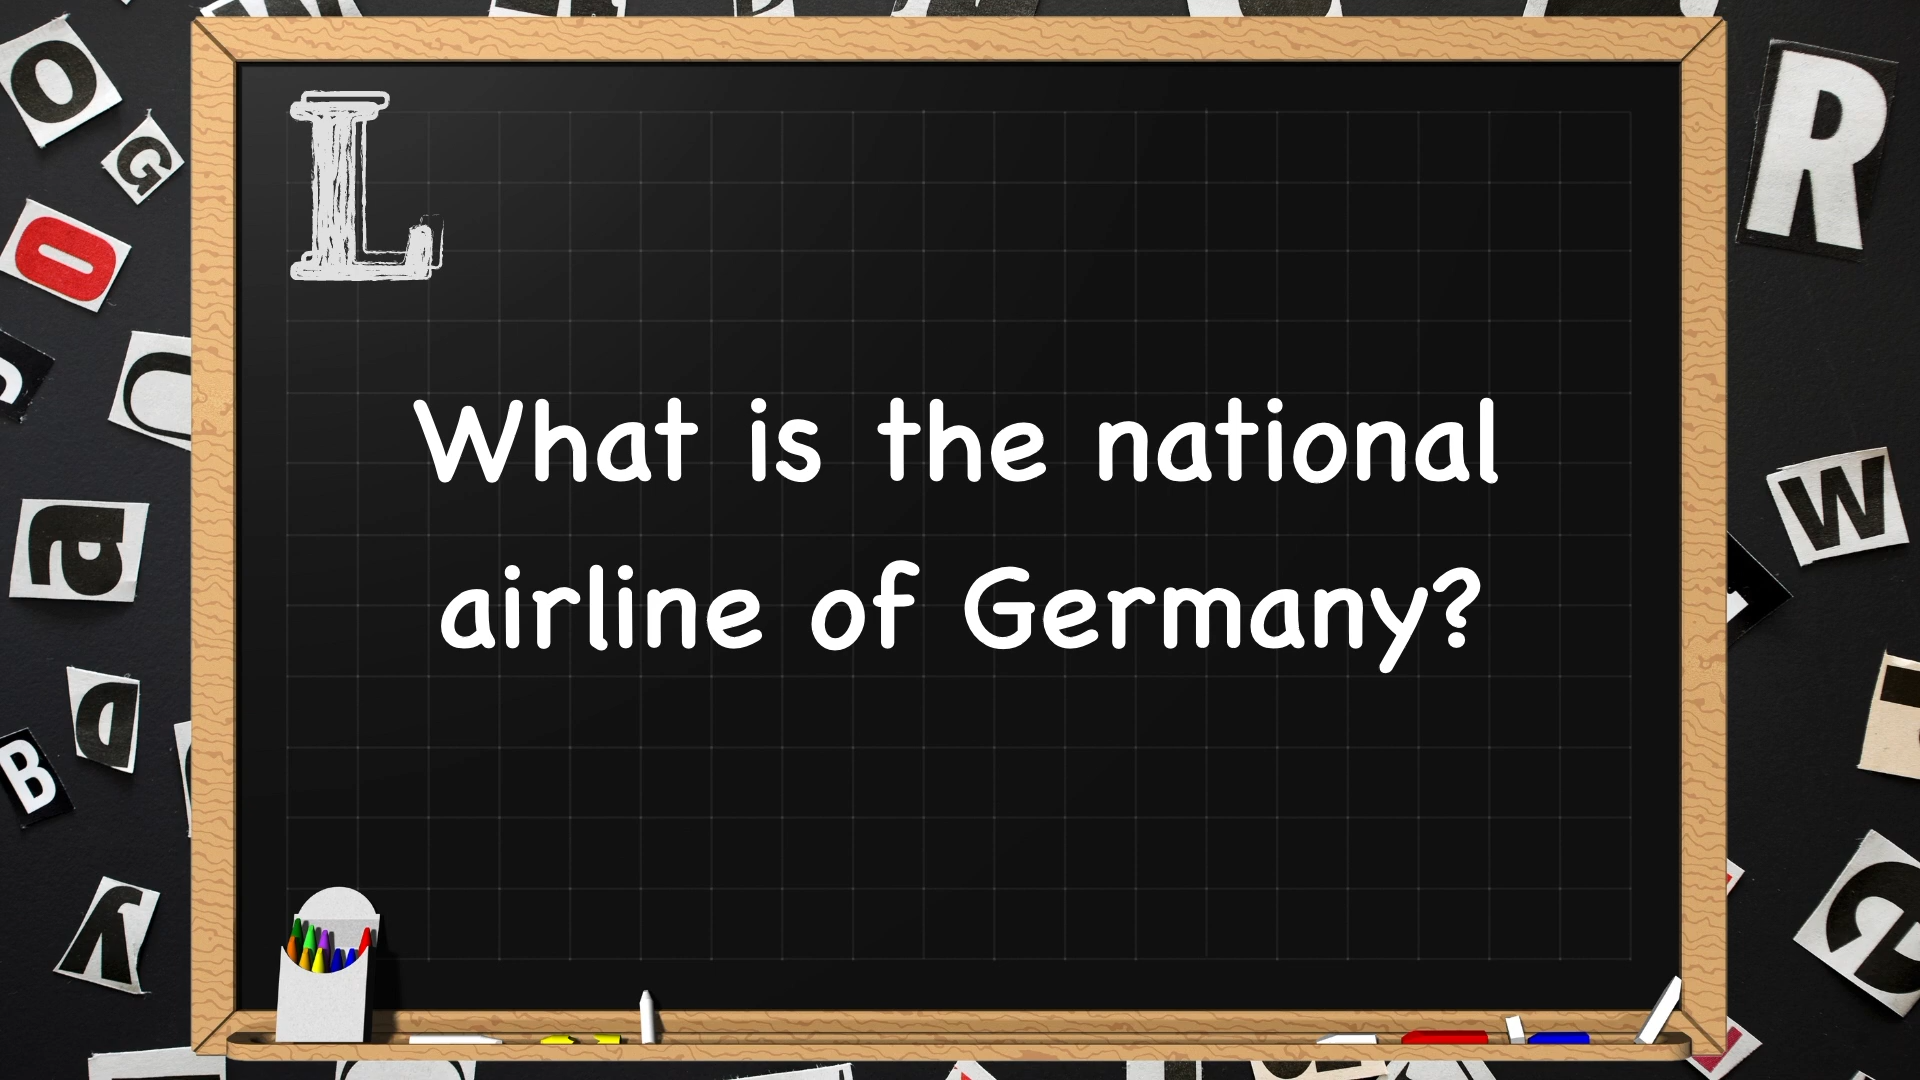 L
What is the national
airline of Germany?
O
G
O
a
B
R
W
e